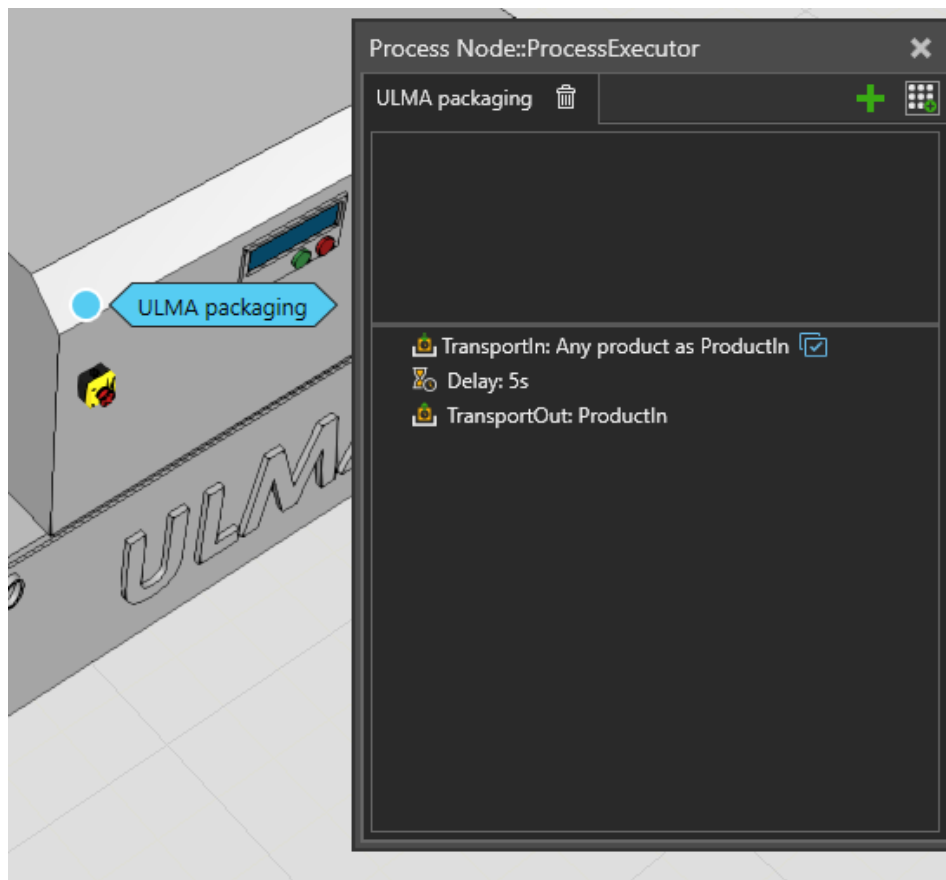 Process Node::ProcessExecutor
ULMA packaging
ULMA packaging
TransportIn: Any product as ProductIn
Delay: 5s
TransportOut: ProductIn
ULMA